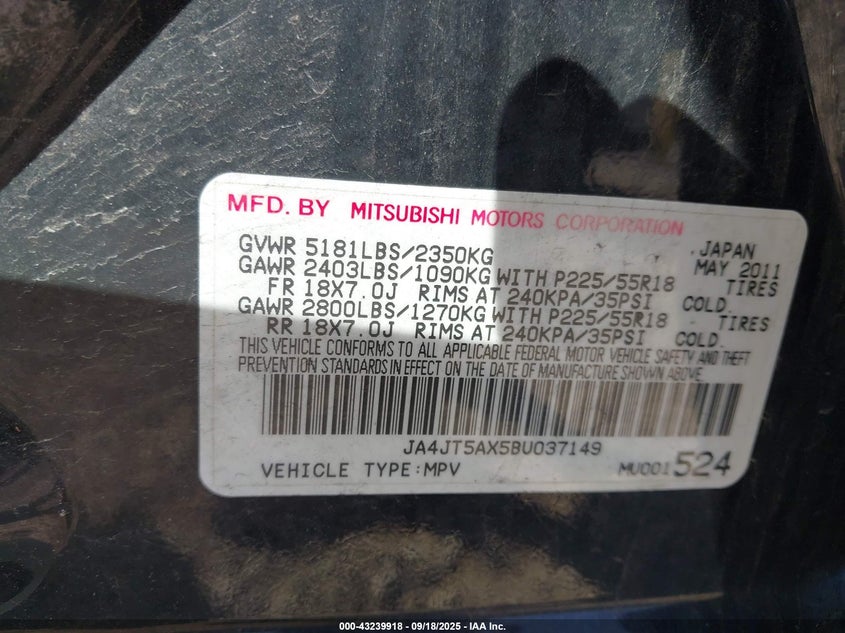 MFD. BY MITSUBISHI MOTORS CORPORATION
GVWR 5181LBS/2350KG JAPAN
GAWR 2403LBS/1090KG WITH P225/55R18 MAY 2011
FR 18X7.0J RIMS AT 240KPA/35PSI TIRES COLD.
GAWR 2800LBS/1270KG WITH P225/55R18 TIRES
RR 18X7.0J RIMS AT 240KPA/35PSI COLD.
THIS VEHICLE CONFORMS TO ALL APPLICABLE FEDERAL MOTOR VEHICLE SAFETY AND THEFT
PREVENTION STANDARDS IN EFFECT ON THE DATE OF MANUFACTURE SHOWN ABOVE.
JA4JT5AX5BU037149
VEHICLE TYPE:MPV MU001524
000-43239918 - 09/18/2025 - IAA Inc.